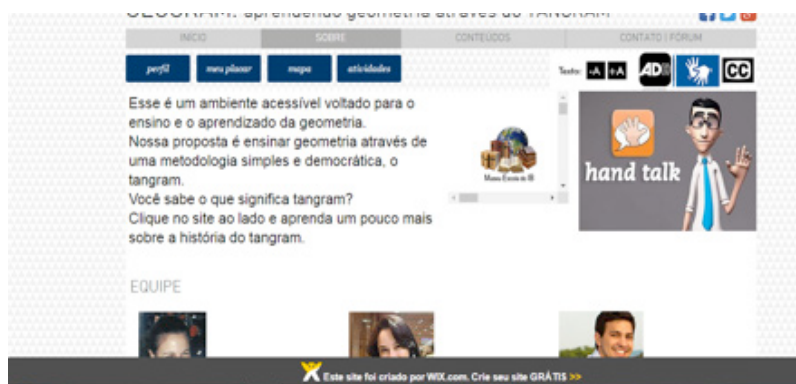 GEOGRAM: aprendendo geometria através do TANGRAM
INÍCIO SOBRE CONTEÚDOS CONTATO | FÓRUM
perfil meu placar mapa atividades
Texto: -A +A AD CC
Esse é um ambiente acessível voltado para o
ensino e o aprendizado da geometria.
Nossa proposta é ensinar geometria através de
uma metodologia simples e democrática, o
tangram.
Você sabe o que significa tangram?
Clique no site ao lado e aprenda um pouco mais
sobre a história do tangram.
hand talk
EQUIPE
Este site foi criado por WIX.com. Crie seu site GRÁTIS >>